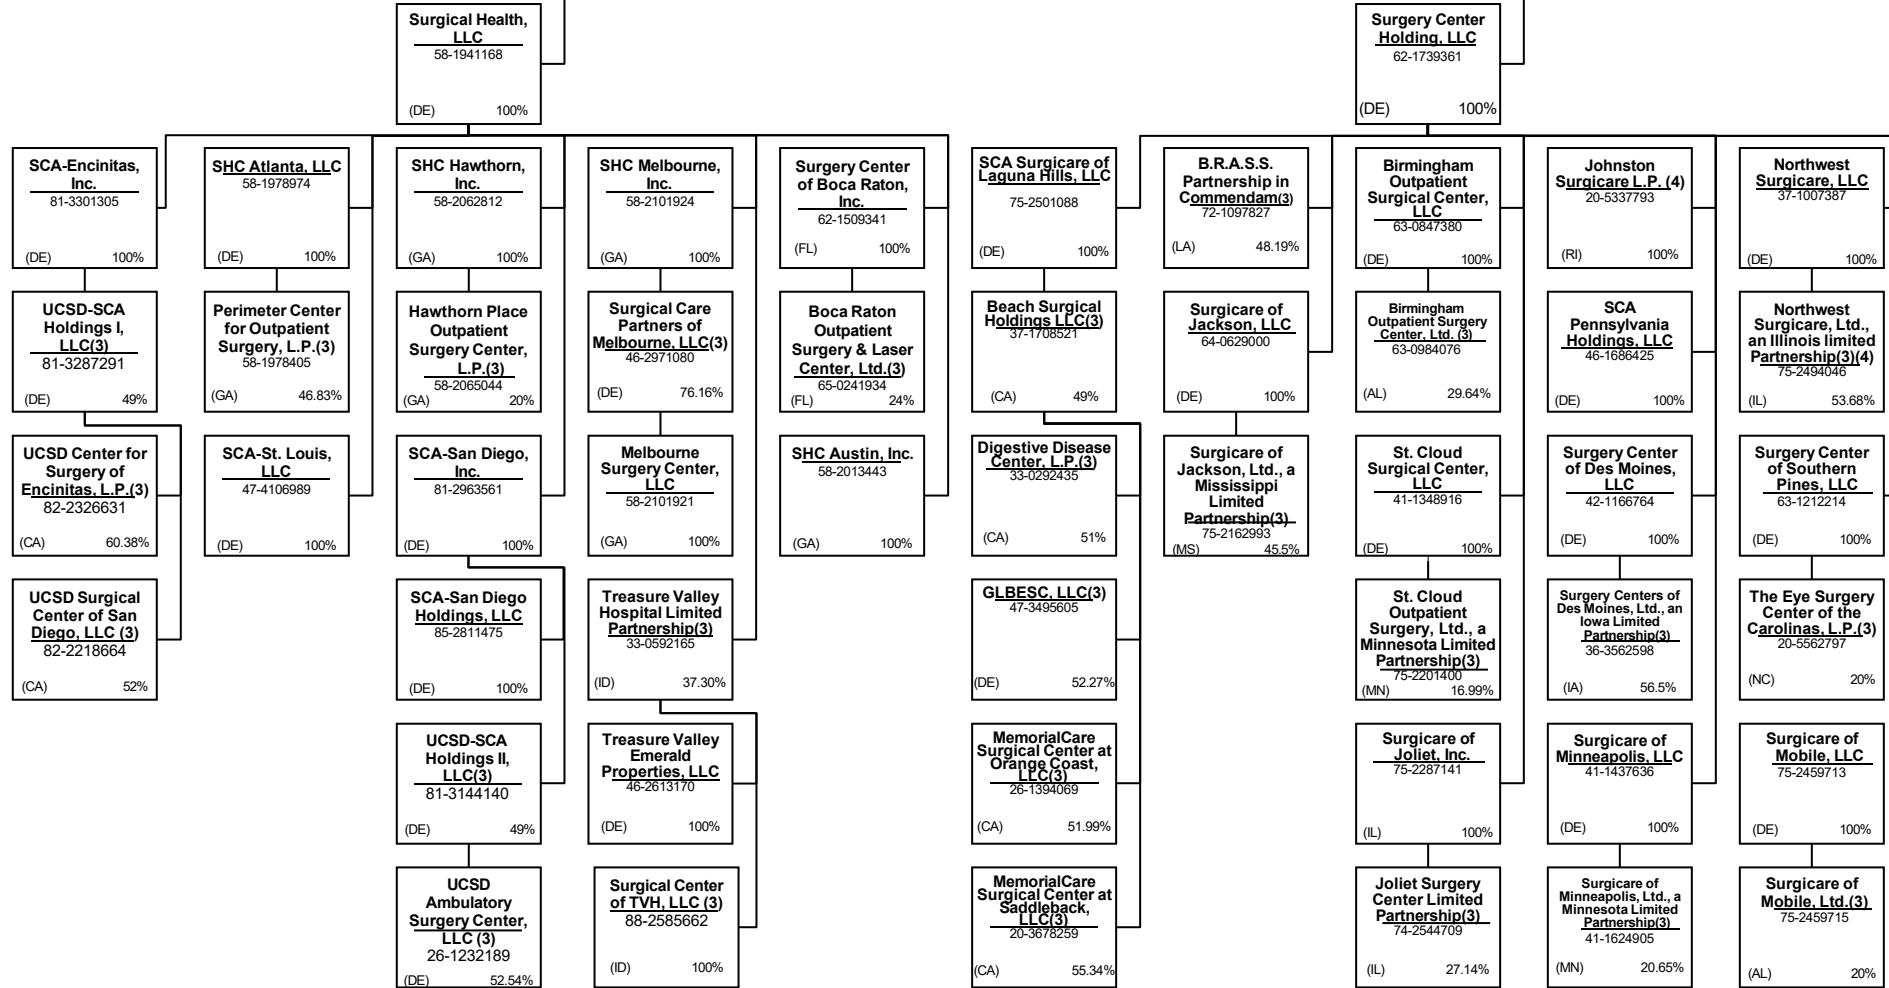 Surgical Health,
LLC
58-1941168
(DE) 100%
Surgery Center
Holding, LLC
62-1739361
(DE) 100%
SCA-Encinitas,
Inc.
81-3301305
(DE) 100%
SHC Atlanta, LLC
58-1978974
(DE) 100%
SHC Hawthorn,
Inc.
58-2062812
(GA) 100%
SHC Melbourne,
Inc.
58-2101924
(GA) 100%
Surgery Center
of Boca Raton,
Inc.
62-1509341
(FL) 100%
SCA Surgicare of
Laguna Hills, LLC
75-2501088
(DE) 100%
B.R.A.S.S.
Partnership in
Commendam(3)
72-1097827
(LA) 48.19%
Birmingham
Outpatient
Surgical Center,
LLC
63-0847380
(DE) 100%
Johnston
Surgicare L.P. (4)
20-5337793
(RI) 100%
Northwest
Surgicare, LLC
37-1007387
(DE) 100%
UCSD-SCA
Holdings I,
LLC(3)
81-3287291
(DE) 49%
Perimeter Center
for Outpatient
Surgery, L.P.(3)
58-1978405
(GA) 46.83%
Hawthorn Place
Outpatient
Surgery Center,
L.P.(3)
58-2065044
(GA) 20%
Surgical Care
Partners of
Melbourne, LLC(3)
46-2971080
(DE) 76.16%
Boca Raton
Outpatient
Surgery & Laser
Center, Ltd.(3)
65-0241934
(FL) 24%
Beach Surgical
Holdings LLC(3)
37-1708521
(CA) 49%
Surgicare of
Jackson, LLC
64-0629000
(DE) 100%
Birmingham
Outpatient Surgery
Center, Ltd. (3)
63-0984076
(AL) 29.64%
SCA
Pennsylvania
Holdings, LLC
46-1686425
(DE) 100%
Northwest
Surgicare, Ltd.,
an Illinois limited
Partnership(3)(4)
75-2494046
(IL) 53.68%
UCSD Center for
Surgery of
Encinitas, L.P.(3)
82-2326631
(CA) 60.38%
SCA-St. Louis,
LLC
47-4106989
(DE) 100%
SCA-San Diego,
Inc.
81-2963561
(DE) 100%
Melbourne
Surgery Center,
LLC
58-2101921
(GA) 100%
SHC Austin, Inc.
58-2013443
(GA) 100%
Digestive Disease
Center, L.P.(3)
33-0292435
(CA) 51%
Surgicare of
Jackson, Ltd., a
Mississippi
Limited
Partnership(3)
75-2162993
(MS) 45.5%
St. Cloud
Surgical Center,
LLC
41-1348916
(DE) 100%
Surgery Center
of Des Moines,
LLC
42-1166764
(DE) 100%
Surgery Center
of Southern
Pines, LLC
63-1212214
(DE) 100%
UCSD Surgical
Center of San
Diego, LLC (3)
82-2218664
(CA) 52%
SCA-San Diego
Holdings, LLC
85-2811475
(DE) 100%
Treasure Valley
Hospital Limited
Partnership(3)
33-0592165
(ID) 37.30%
GLBESC, LLC(3)
47-3495605
(DE) 52.27%
St. Cloud
Outpatient
Surgery, Ltd., a
Minnesota Limited
Partnership(3)
75-2201400
(MN) 16.99%
Surgery Centers of
Des Moines, Ltd., an
Iowa Limited
Partnership(3)
36-3562598
(IA) 56.5%
The Eye Surgery
Center of the
Carolinas, L.P.(3)
20-5562797
(NC) 20%
UCSD-SCA
Holdings II,
LLC(3)
81-3144140
(DE) 49%
Treasure Valley
Emerald
Properties, LLC
46-2613170
(DE) 100%
MemorialCare
Surgical Center at
Orange Coast,
LLC(3)
26-1394069
(CA) 51.99%
Surgicare of
Joliet, Inc.
75-2287141
(IL) 100%
Surgicare of
Minneapolis, LLC
41-1437636
(DE) 100%
Surgicare of
Mobile, LLC
75-2459713
(DE) 100%
UCSD
Ambulatory
Surgery Center,
LLC (3)
26-1232189
(DE) 52.54%
Surgical Center
of TVH, LLC (3)
88-2585662
(ID) 100%
MemorialCare
Surgical Center at
Saddleback,
LLC(3)
20-3678259
(CA) 55.34%
Joliet Surgery
Center Limited
Partnership(3)
74-2544709
(IL) 27.14%
Surgicare of
Minneapolis, Ltd., a
Minnesota Limited
Partnership(3)
41-1624905
(MN) 20.65%
Surgicare of
Mobile, Ltd.(3)
75-2459715
(AL) 20%